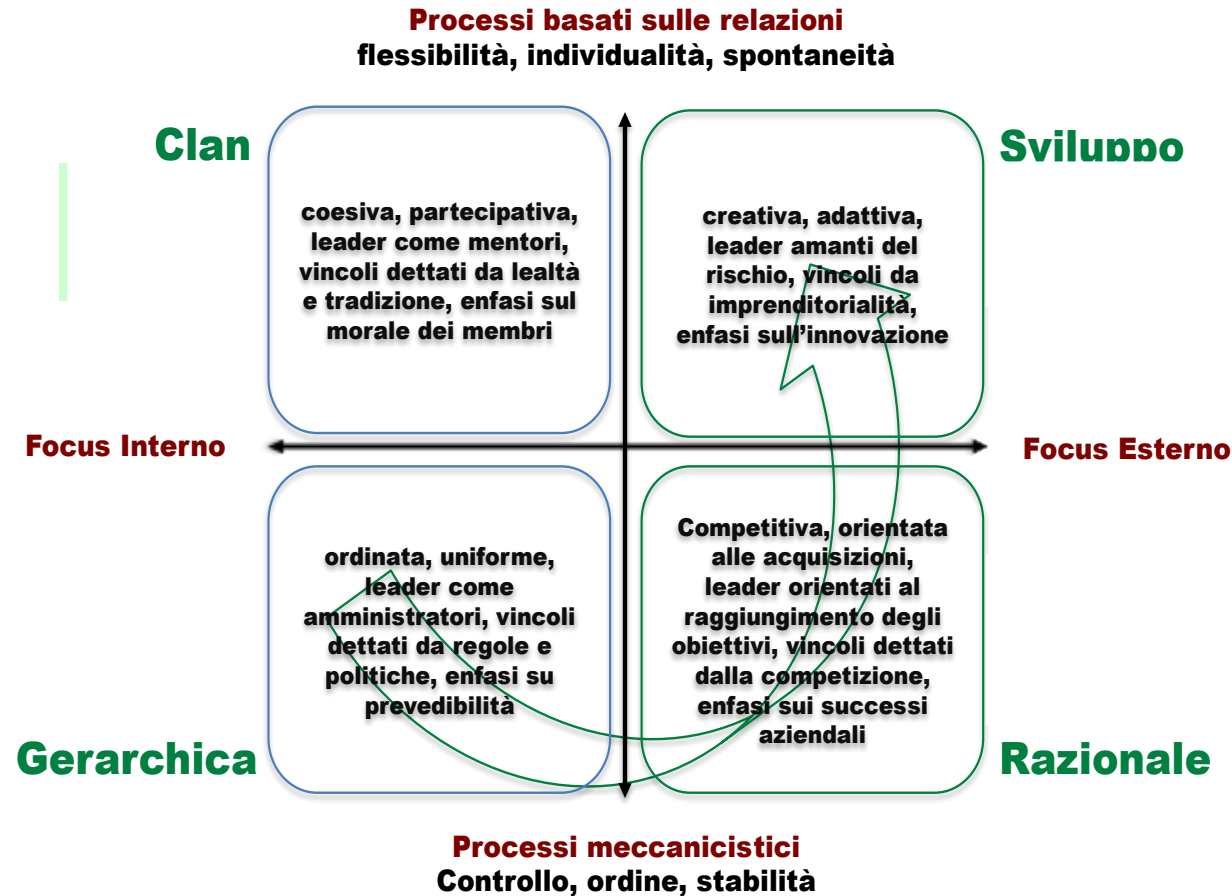 Processi basati sulle relazioni
flessibilità, individualità, spontaneità
Clan
coesiva, partecipativa,
leader come mentori,
vincoli dettati da lealtà
e tradizione, enfasi sul
morale dei membri
Sviluppo
creativa, adattiva,
leader amanti del
rischio, vincoli da
imprenditorialità,
enfasi sull'innovazione
Focus Interno
Focus Esterno
ordinata, uniforme,
leader come
amministratori, vincoli
dettati da regole e
politiche, enfasi su
prevedibilità
Gerarchica
Competitiva, orientata
alle acquisizioni,
leader orientati al
raggiungimento degli
obiettivi, vincoli dettati
dalla competizione,
enfasi sui successi
aziendali
Razionale
Processi meccanicistici
Controllo, ordine, stabilità